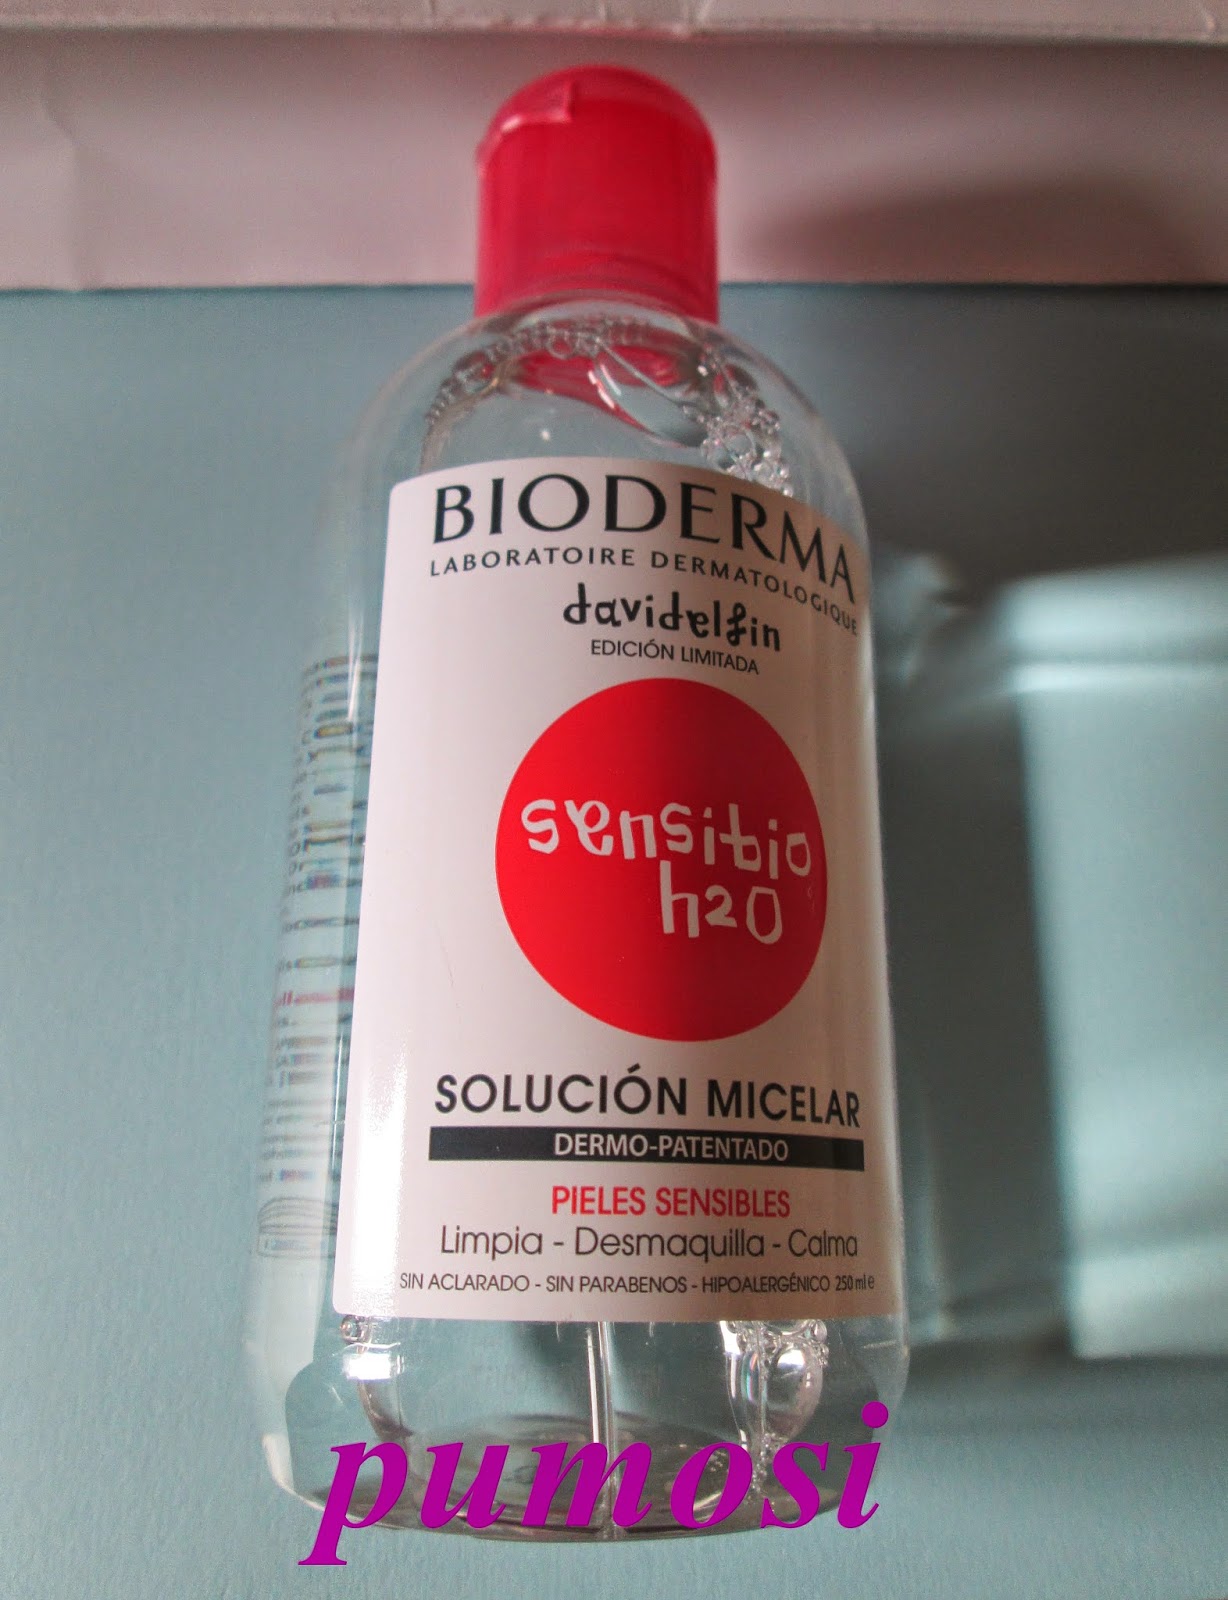 BIODERMA
LABORATOIRE DERMATOLOGIQUE
davidelfin
EDICIÓN LIMITADA
sensibio
h2o
SOLUCIÓN MICELAR
DERMO-PATENTADO
PIELES SENSIBLES
Limpia - Desmaquilla - Calma
SIN ACLARADO - SIN PARABENOS - HIPOALERGÉNICO 250 ml e
pumosi